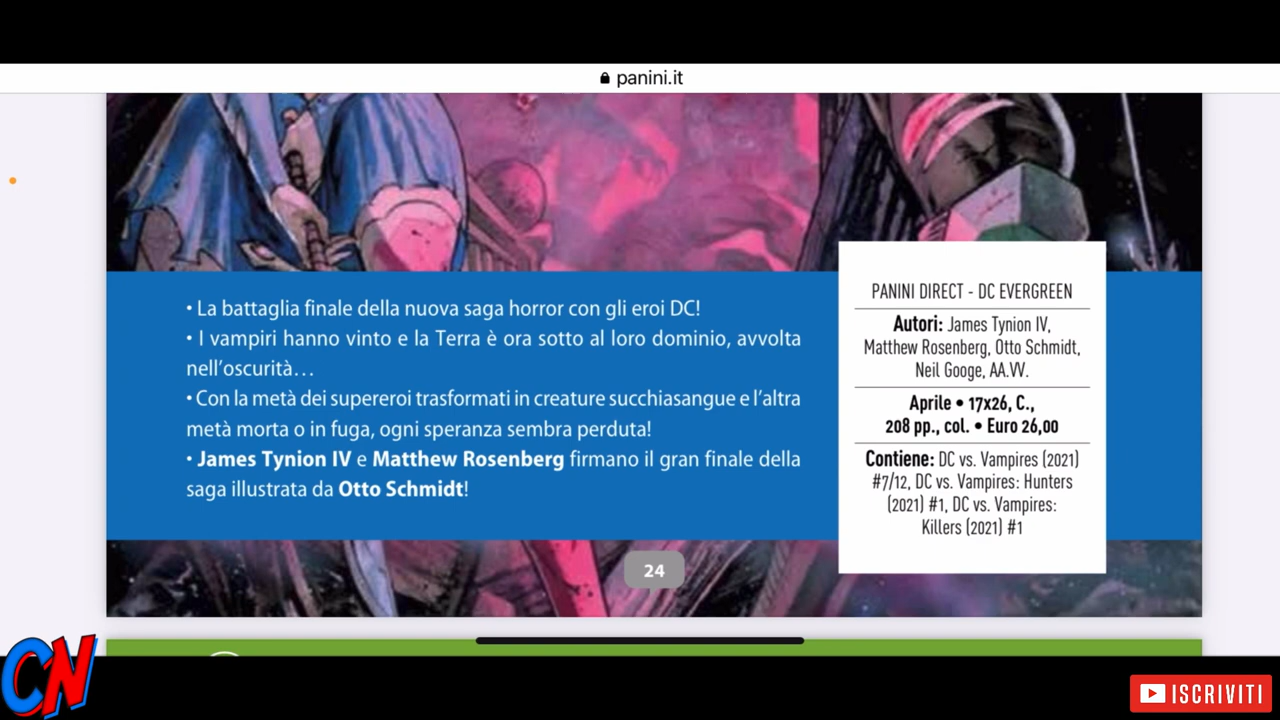 panini.it
• La battaglia finale della nuova saga horror con gli eroi DC!
• I vampiri hanno vinto e la Terra è ora sotto al loro dominio, avvolta
nell’oscurità…
• Con la metà dei supereroi trasformati in creature succhiasangue e l’altra
metà morta o in fuga, ogni speranza sembra perduta!
• James Tynion IV e Matthew Rosenberg firmano il gran finale della
saga illustrata da Otto Schmidt!
PANINI DIRECT - DC EVERGREEN
Autori: James Tynion IV,
Matthew Rosenberg, Otto Schmidt,
Neil Googe, AA.VV.
Aprile • 17x26, C.,
208 pp., col. • Euro 26,00
Contiene: DC vs. Vampires (2021)
#7/12, DC vs. Vampires: Hunters
(2021) #1, DC vs. Vampires:
Killers (2021) #1
24
CN
ISCRIVITI